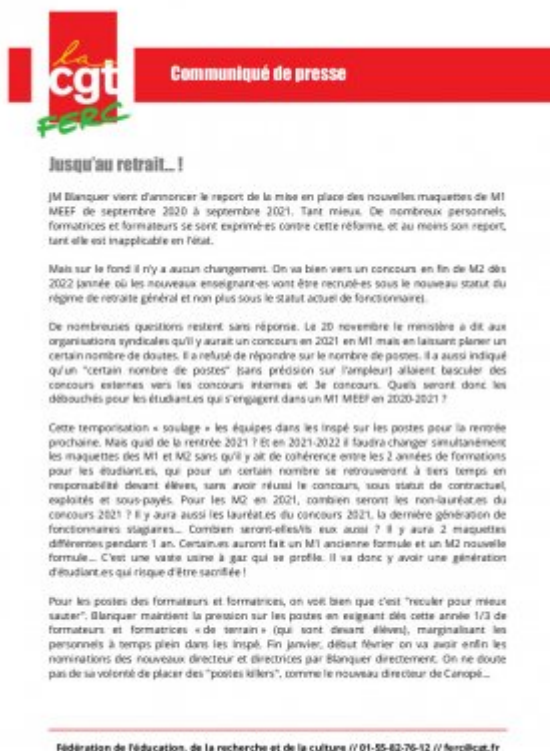 la
cgt
FERC
Communiqué de presse
Jusqu'au retrait... !
JM Blanquer vient d'annoncer le report de la mise en place des nouvelles maquettes de M1
MEEF de septembre 2020 à septembre 2021. Tant mieux. De nombreux personnels,
formatrices et formateurs se sont exprimé·es contre cette réforme, et au moins son report,
tant elle est inapplicable en l'état.
Mais sur le fond il n'y a aucun changement. On va bien vers un concours en fin de M2 dès
2022 (année où les nouveaux enseignant·es vont être recruté·es sous le nouveau statut du
régime de retraite général et non plus sous le statut actuel de fonctionnaire).
De nombreuses questions restent sans réponse. Le 20 novembre le ministère a dit aux
organisations syndicales qu'il y aurait un concours en 2021 en M1 mais en laissant planer un
certain nombre de doutes. Il a refusé de répondre sur le nombre de postes. Il a aussi indiqué
qu'un "certain nombre de postes" (sans précision sur l'ampleur) allaient basculer des
concours externes vers les concours internes et 3e concours. Quels seront donc les
débouchés pour les étudiant.es qui s'engagent dans un M1 MEEF en 2020-2021 ?
Cette temporisation « soulage » les équipes dans les Inspé sur les postes pour la rentrée
prochaine. Mais quid de la rentrée 2021 ? Et en 2021-2022 il faudra changer simultanément
les maquettes des M1 et M2 sans qu'il y ait de cohérence entre les 2 années de formations
pour les étudiant.es, qui pour un certain nombre se retrouveront à tiers temps en
responsabilité devant élèves, sans avoir réussi le concours, sous statut de contractuel,
exploités et sous-payés. Pour les M2 en 2021, combien seront les non-lauréat.es du
concours 2021 ? Il y aura aussi les lauréat.es du concours 2021, la dernière génération de
fonctionnaires stagiaires... Combien seront-elles/ils eux aussi ? Il y aura 2 maquettes
différentes pendant 1 an. Certain.es auront fait un M1 ancienne formule et un M2 nouvelle
formule... C'est une vaste usine à gaz qui se profile. Il va donc y avoir une génération
d'étudiant.es qui risque d'être sacrifiée !
Pour les postes des formateurs et formatrices, on voit bien que c'est "reculer pour mieux
sauter". Blanquer maintient la pression sur les postes en exigeant dès cette année 1/3 de
formateurs et formatrices « de terrain » (qui sont devant élèves), marginalisant les
personnels à temps plein dans les Inspé. Fin janvier, début février on va avoir enfin les
nominations des nouveaux directeur et directrices par Blanquer directement. On ne doute
pas de sa volonté de placer des "postes killers", comme le nouveau directeur de Canopé...
Fédération de l'éducation, de la recherche et de la culture // 01-55-82-76-12 // ferc@cgt.fr